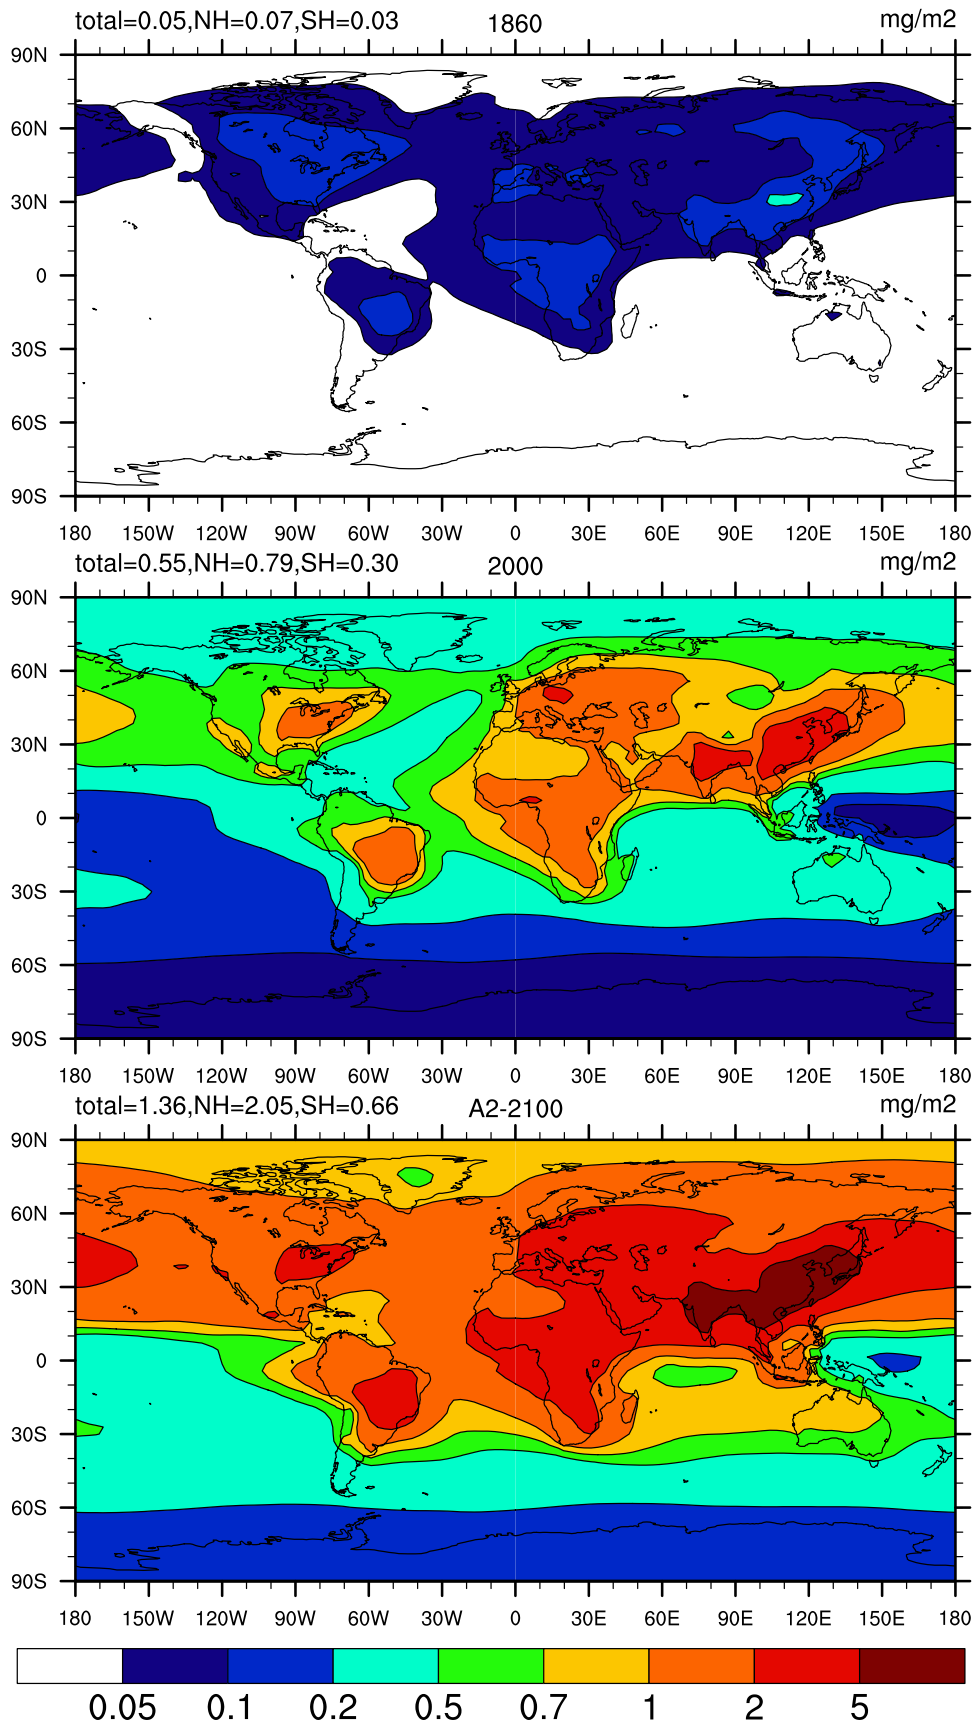 total=0.05,NH=0.07,SH=0.03 1860 mg/m2
90N
60N
30N
0
30S
60S
90S
180 150W 120W 90W 60W 30W 0 30E 60E 90E 120E 150E 180
total=0.55,NH=0.79,SH=0.30 2000 mg/m2
90N
60N
30N
0
30S
60S
90S
180 150W 120W 90W 60W 30W 0 30E 60E 90E 120E 150E 180
total=1.36,NH=2.05,SH=0.66 A2-2100 mg/m2
90N
60N
30N
0
30S
60S
90S
180 150W 120W 90W 60W 30W 0 30E 60E 90E 120E 150E 180
0.05 0.1 0.2 0.5 0.7 1 2 5